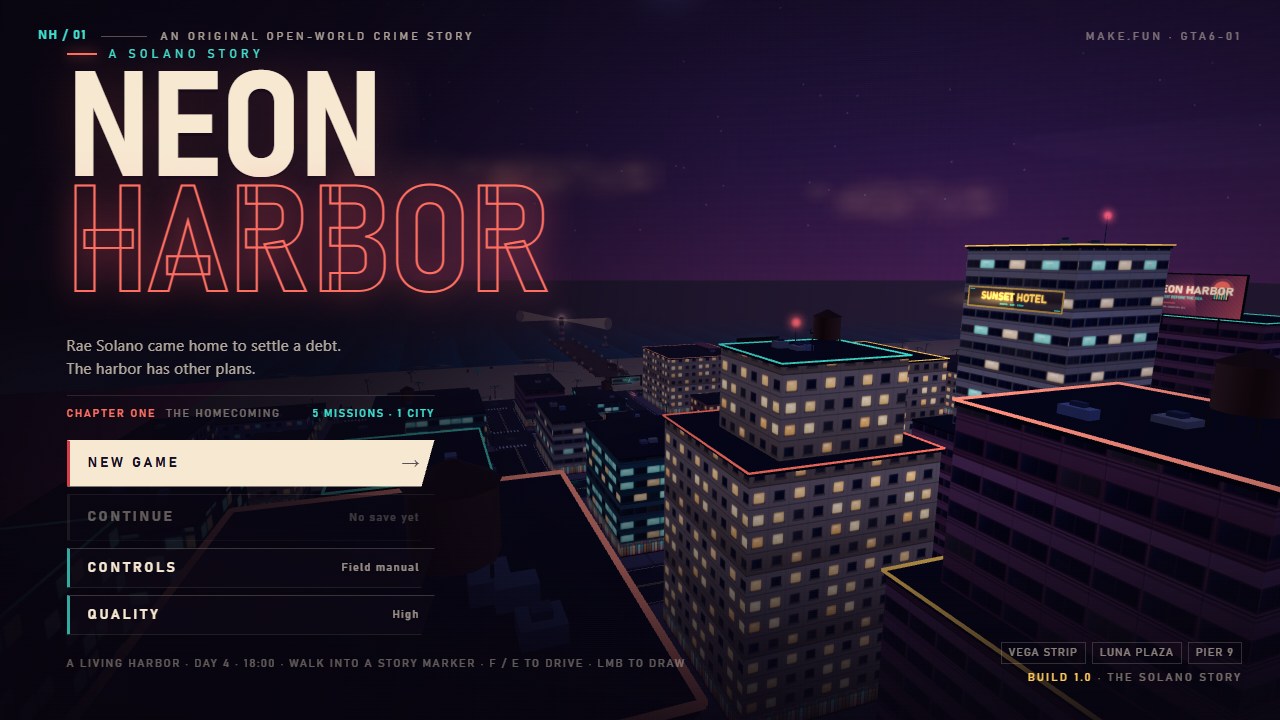 NH / 01 AN ORIGINAL OPEN-WORLD CRIME STORY
MAKE.FUN · GTA6-01
A SOLANO STORY
NEON
HARBOR
SUNSET HOTEL
EON HARBOR
Rae Solano came home to settle a debt.
The harbor has other plans.
CHAPTER ONE THE HOMECOMING 5 MISSIONS · 1 CITY
NEW GAME →
CONTINUE No save yet
CONTROLS Field manual
QUALITY High
A LIVING HARBOR · DAY 4 · 18:00 · WALK INTO A STORY MARKER · F / E TO DRIVE · LMB TO DRAW
VEGA STRIP LUNA PLAZA PIER 9
BUILD 1.0 · THE SOLANO STORY